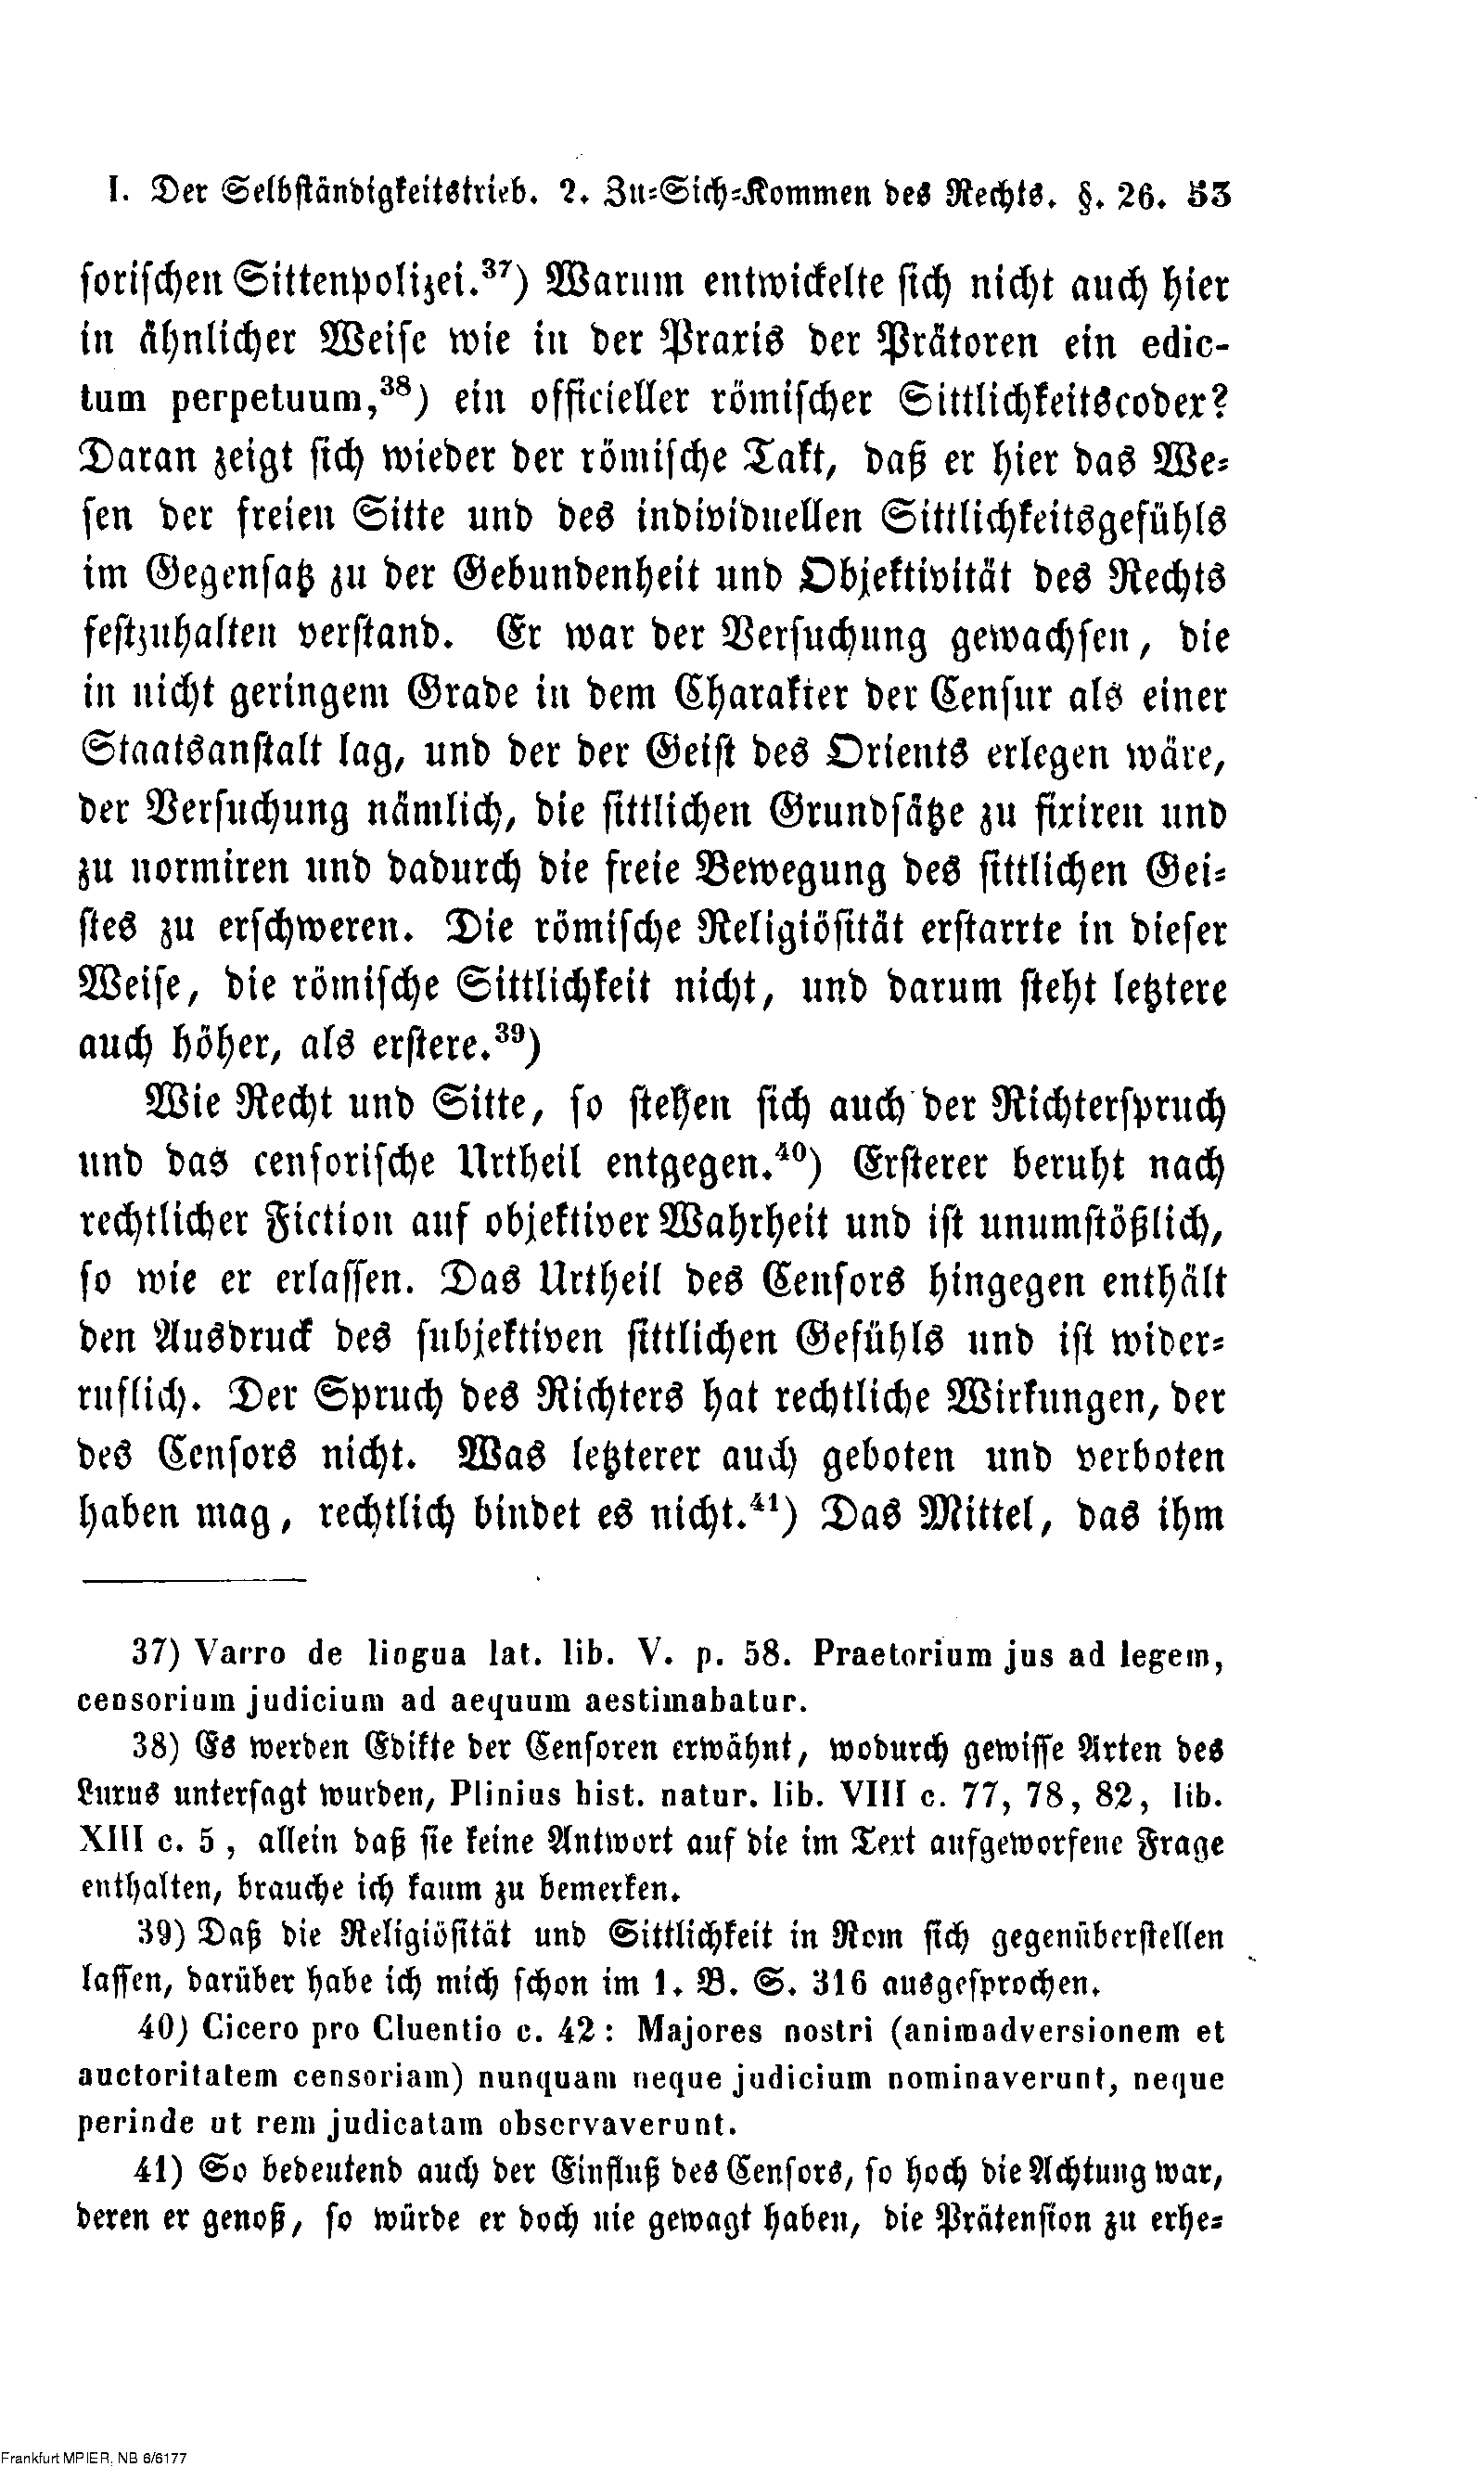 I. Der Selbständigkeitstrieb. 2. Zu-Sich-Kommen des Rechts. §. 26. 53
sorischen Sittenpolizei.³⁷) Warum entwickelte sich nicht auch hier
in ähnlicher Weise wie in der Praxis der Prätoren ein edic-
tum perpetuum,³⁸) ein officieller römischer Sittlichkeitscodex?
Daran zeigt sich wieder der römische Takt, daß er hier das We-
sen der freien Sitte und des individuellen Sittlichkeitsgefühls
im Gegensatz zu der Gebundenheit und Objektivität des Rechts
festzuhalten verstand. Er war der Versuchung gewachsen, die
in nicht geringem Grade in dem Charakter der Censur als einer
Staatsanstalt lag, und der der Geist des Orients erlegen wäre,
der Versuchung nämlich, die sittlichen Grundsätze zu fixiren und
zu normiren und dadurch die freie Bewegung des sittlichen Gei-
stes zu erschweren. Die römische Religiösität erstarrte in dieser
Weise, die römische Sittlichkeit nicht, und darum steht letztere
auch höher, als erstere.³⁹)
Wie Recht und Sitte, so stehen sich auch der Richterspruch
und das censorische Urtheil entgegen.⁴⁰) Ersterer beruht nach
rechtlicher Fiction auf objektiver Wahrheit und ist unumstößlich,
so wie er erlassen. Das Urtheil des Censors hingegen enthält
den Ausdruck des subjektiven sittlichen Gefühls und ist wider-
ruflich. Der Spruch des Richters hat rechtliche Wirkungen, der
des Censors nicht. Was letzterer auch geboten und verboten
haben mag, rechtlich bindet es nicht.⁴¹) Das Mittel, das ihm
37) Varro de lingua lat. lib. V. p. 58. Praetorium jus ad legem,
censorium judicium ad aequum aestimabatur.
38) Es werden Edikte der Censoren erwähnt, wodurch gewisse Arten des
Luxus untersagt wurden, Plinius hist. natur. lib. VIII c. 77, 78, 82, lib.
XIII c. 5, allein daß sie keine Antwort auf die im Text aufgeworfene Frage
enthalten, brauche ich kaum zu bemerken.
39) Daß die Religiösität und Sittlichkeit in Rom sich gegenüberstellen
lassen, darüber habe ich mich schon im 1. B. S. 316 ausgesprochen.
40) Cicero pro Cluentio c. 42: Majores nostri (animadversionem et
auctoritatem censoriam) nunquam neque judicium nominaverunt, neque
perinde ut rem judicatam observaverunt.
41) So bedeutend auch der Einfluß des Censors, so hoch die Achtung war,
deren er genoß, so würde er doch nie gewagt haben, die Prätension zu erhe-
Frankfurt MPIER, NB 6/6177